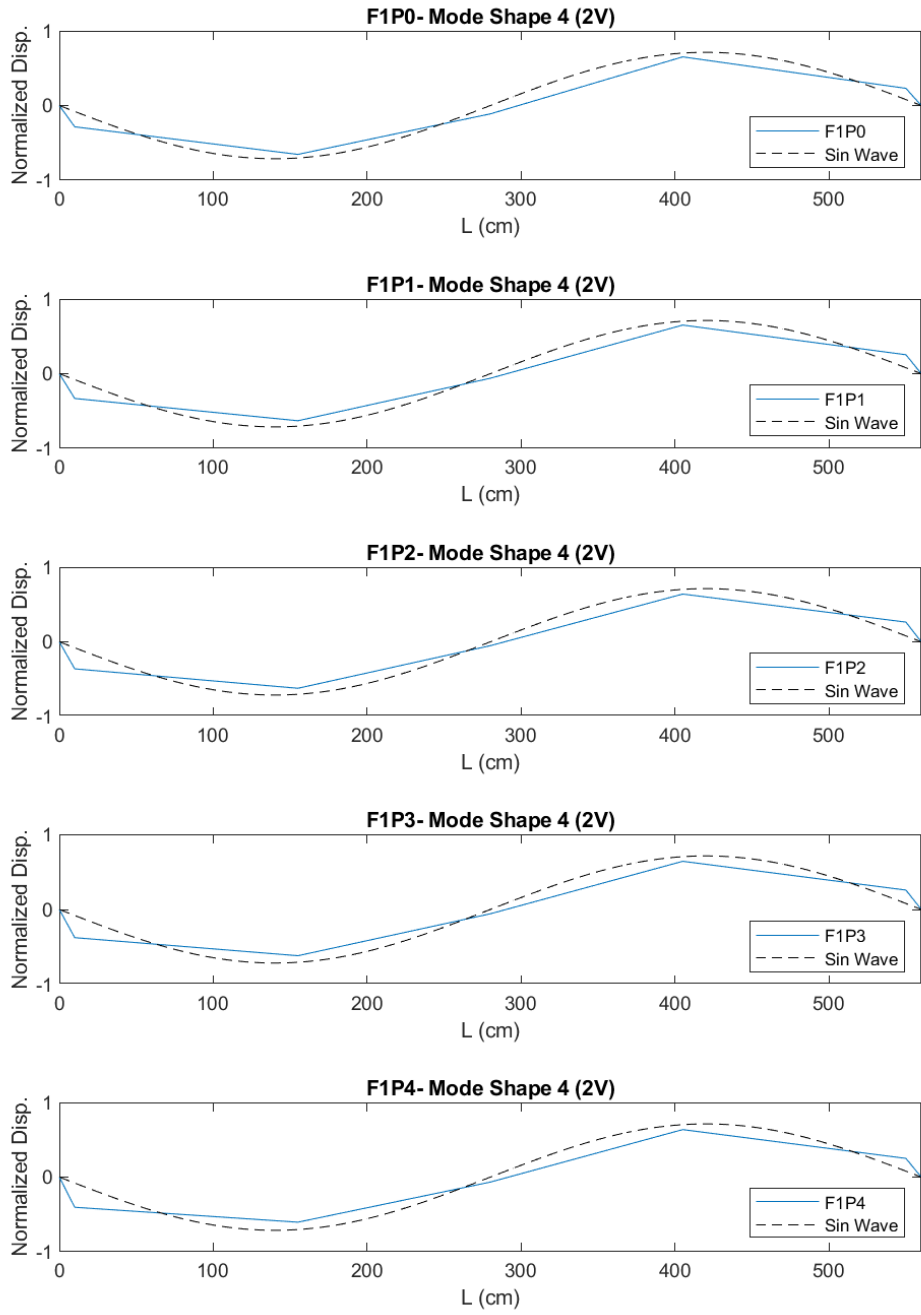 F1P0- Mode Shape 4 (2V)
Normalized Disp.
1
0
-1
F1P0
Sin Wave
0 100 200 300 400 500
L (cm)
F1P1- Mode Shape 4 (2V)
Normalized Disp.
1
0
-1
F1P1
Sin Wave
0 100 200 300 400 500
L (cm)
F1P2- Mode Shape 4 (2V)
Normalized Disp.
1
0
-1
F1P2
Sin Wave
0 100 200 300 400 500
L (cm)
F1P3- Mode Shape 4 (2V)
Normalized Disp.
1
0
-1
F1P3
Sin Wave
0 100 200 300 400 500
L (cm)
F1P4- Mode Shape 4 (2V)
Normalized Disp.
1
0
-1
F1P4
Sin Wave
0 100 200 300 400 500
L (cm)